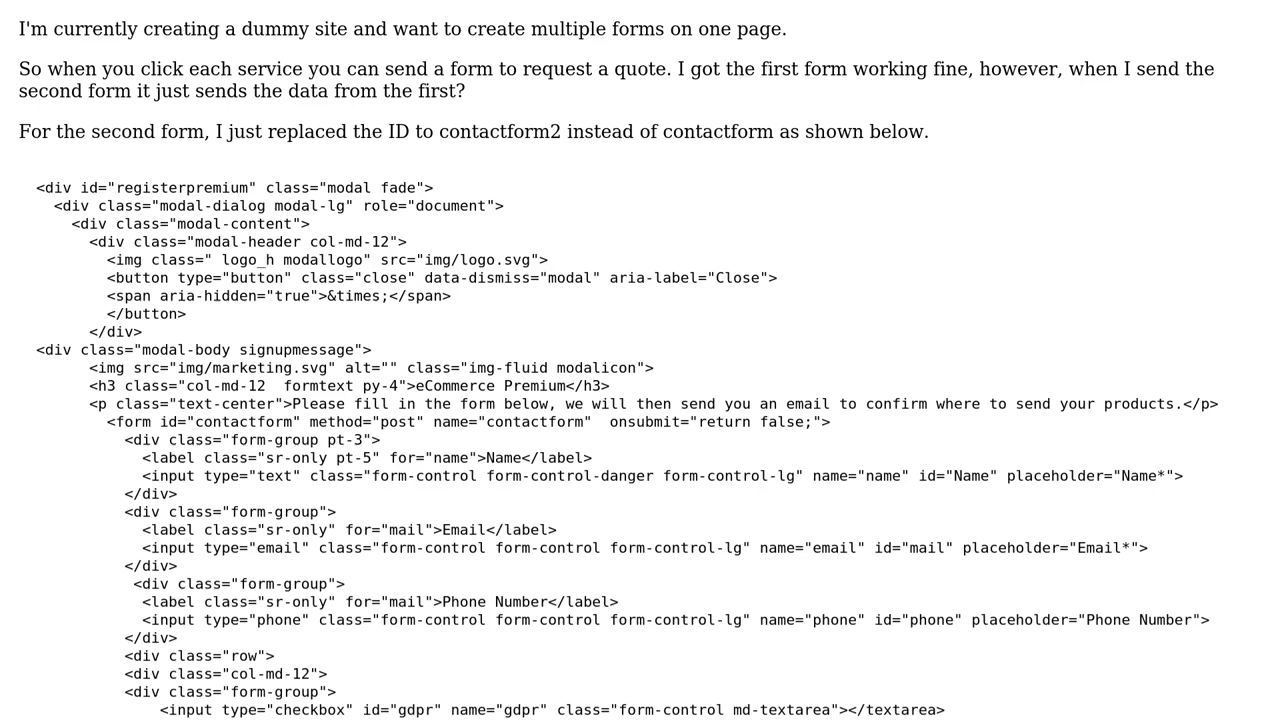 I'm currently creating a dummy site and want to create multiple forms on one page.
So when you click each service you can send a form to request a quote. I got the first form working fine, however, when I send the
second form it just sends the data from the first?
For the second form, I just replaced the ID to contactform2 instead of contactform as shown below.
<div id="registerpremium" class="modal fade">
<div class="modal-dialog modal-lg" role="document">
<div class="modal-content">
<div class="modal-header col-md-12">
<img class=" logo_h modallogo" src="img/logo.svg">
<button type="button" class="close" data-dismiss="modal" aria-label="Close">
<span aria-hidden="true">&times;</span>
</button>
</div>
<div class="modal-body signupmessage">
<img src="img/marketing.svg" alt="" class="img-fluid modalicon">
<h3 class="col-md-12  formtext py-4">eCommerce Premium</h3>
<p class="text-center">Please fill in the form below, we will then send you an email to confirm where to send your products.</p>
<form id="contactform" method="post" name="contactform"  onsubmit="return false;">
<div class="form-group pt-3">
<label class="sr-only pt-5" for="name">Name</label>
<input type="text" class="form-control form-control-danger form-control-lg" name="name" id="Name" placeholder="Name*">
</div>
<div class="form-group">
<label class="sr-only" for="mail">Email</label>
<input type="email" class="form-control form-control form-control-lg" name="email" id="mail" placeholder="Email*">
</div>
<div class="form-group">
<label class="sr-only" for="mail">Phone Number</label>
<input type="phone" class="form-control form-control form-control-lg" name="phone" id="phone" placeholder="Phone Number">
</div>
<div class="row">
<div class="col-md-12">
<div class="form-group">
<input type="checkbox" id="gdpr" name="gdpr" class="form-control md-textarea"></textarea>